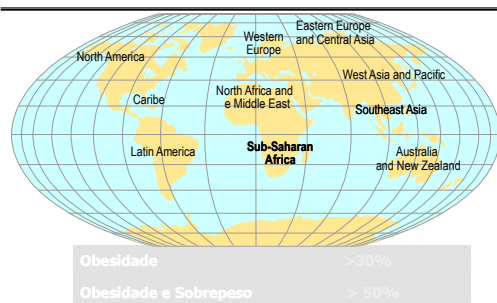 Eastern Europe
and Central Asia
Western
Europe
North America
West Asia and Pacific
North Africa and
e Middle East
Caribe
Southeast Asia
Latin America
Sub-Saharan
Africa
Australia
and New Zealand
Obesidade >30%
Obesidade e Sobrepeso > 50%